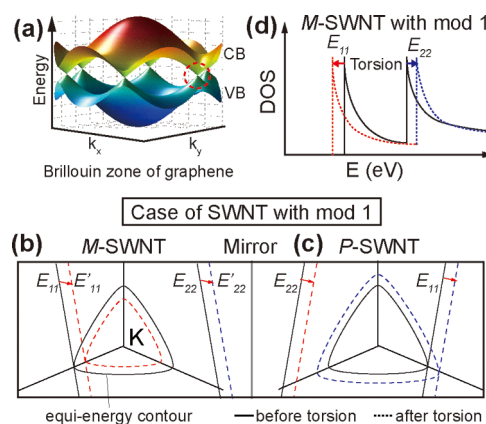 (a)
Energy
CB
VB
k_x
k_y
Brillouin zone of graphene
(d) M-SWNT with mod 1
E_11
E_22
Torsion
DOS
E (eV)
Case of SWNT with mod 1
(b) M-SWNT
Mirror
(c) P-SWNT
E_11 E'_11
E_22 E'_22
K
E_22
E_11
equi-energy contour
before torsion
after torsion